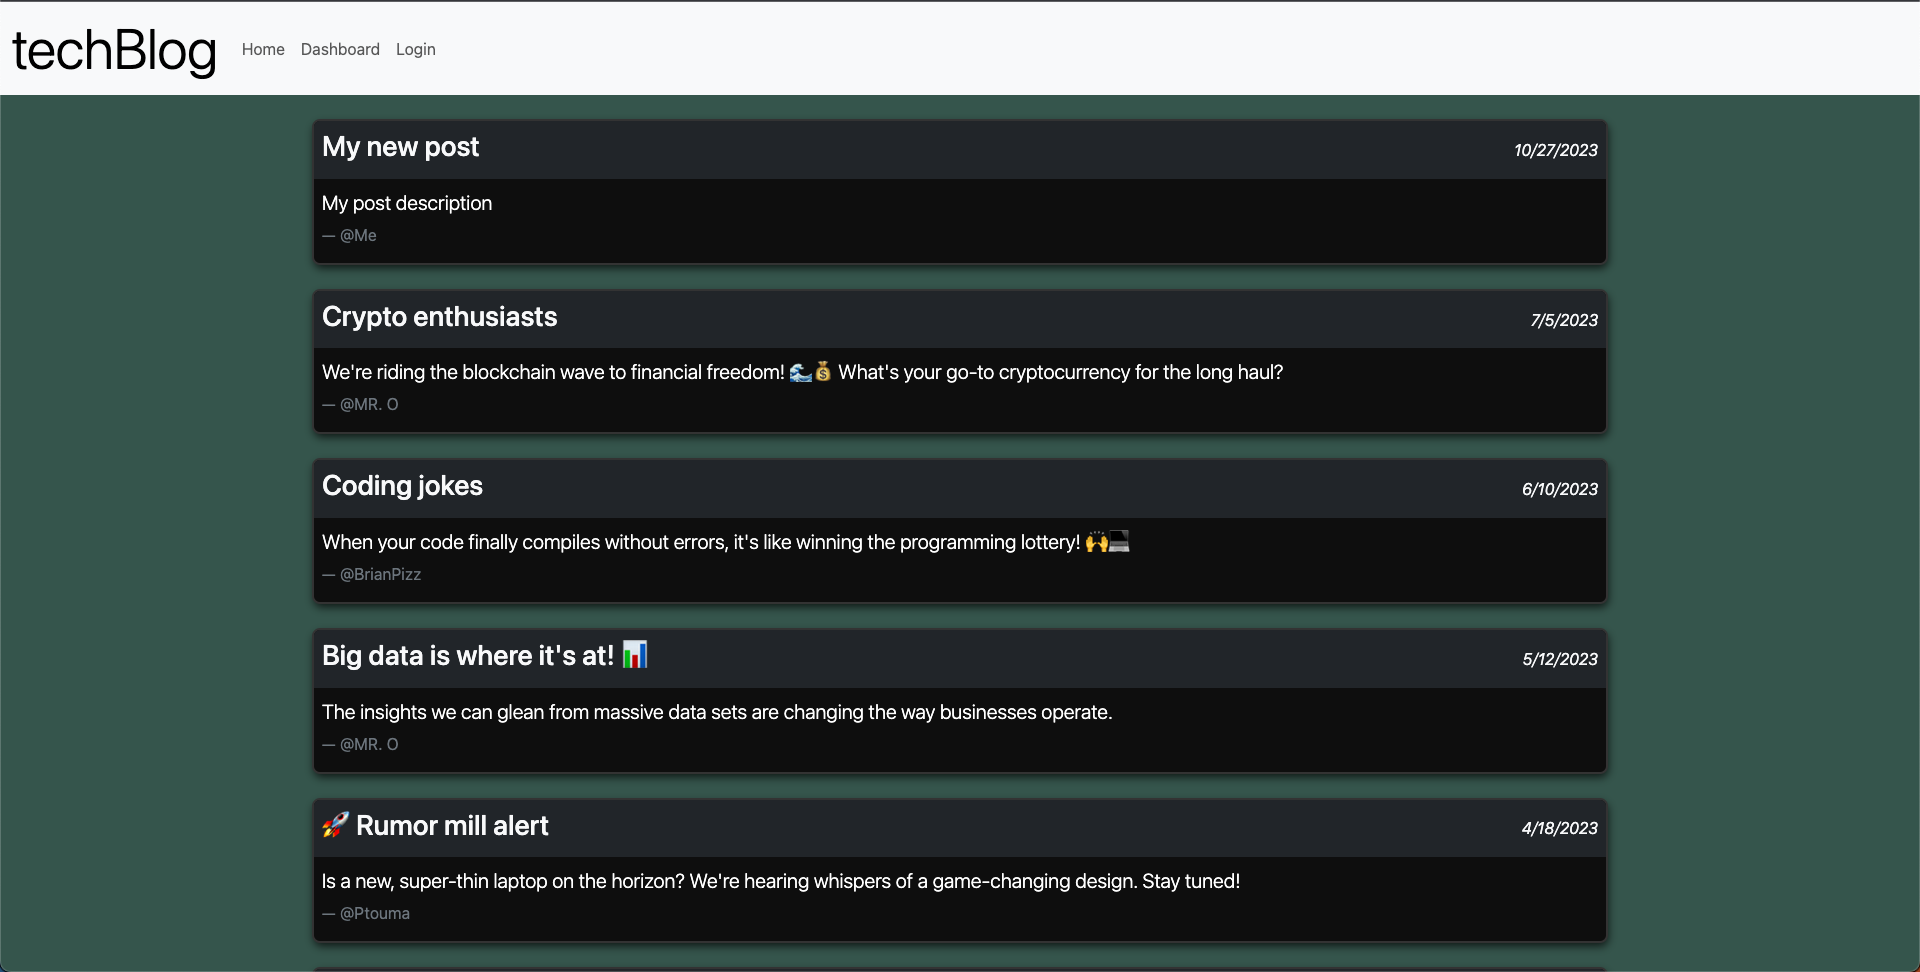 techBlog Home Dashboard Login
My new post 10/27/2023
My post description
— @Me
Crypto enthusiasts 7/5/2023
We're riding the blockchain wave to financial freedom! 🌊💰 What's your go-to cryptocurrency for the long haul?
— @MR. O
Coding jokes 6/10/2023
When your code finally compiles without errors, it's like winning the programming lottery! 🙌💻
— @BrianPizz
Big data is where it's at! 📊 5/12/2023
The insights we can glean from massive data sets are changing the way businesses operate.
— @MR. O
🚀 Rumor mill alert 4/18/2023
Is a new, super-thin laptop on the horizon? We're hearing whispers of a game-changing design. Stay tuned!
— @Ptouma